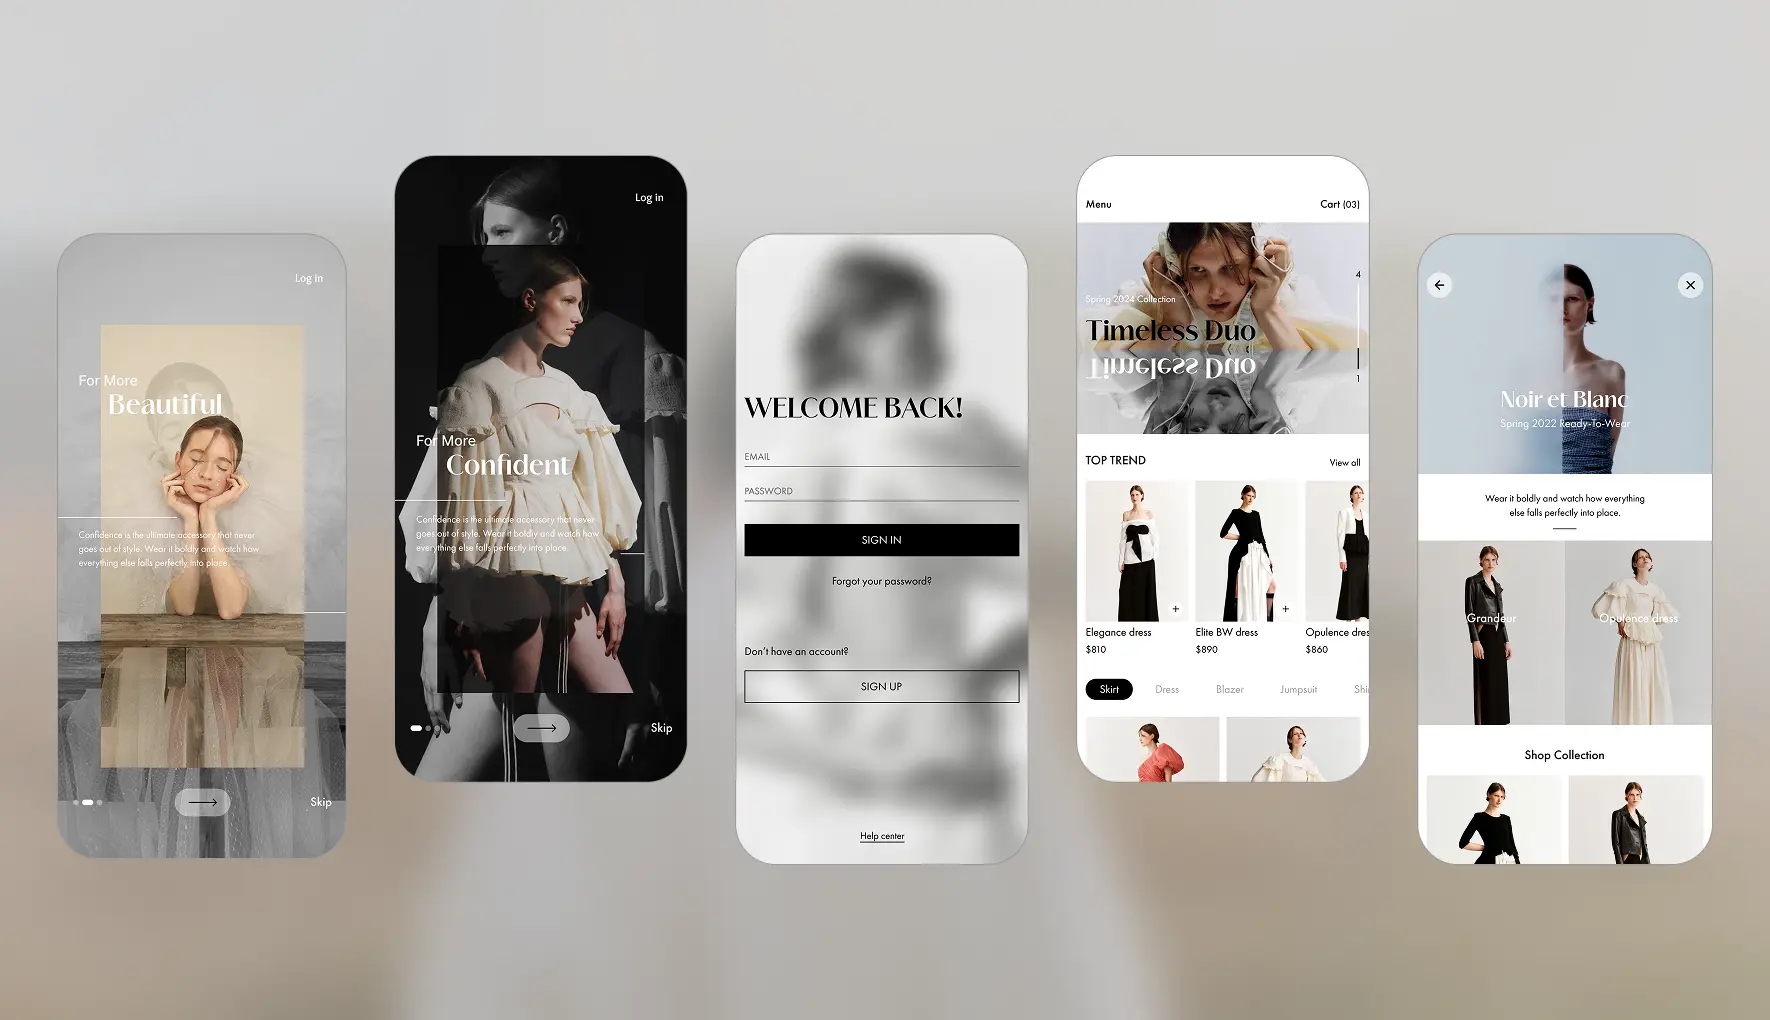 Log In
For More
Beautiful
Confidence is the ultimate accessory that never
goes out of style. Wear it boldly and watch how
everything else falls perfectly into place.
Skip
Log in
For More
Confident
Confidence is the ultimate accessory that never
goes out of style. Wear it boldly and watch how
everything else falls perfectly into place.
Skip
WELCOME BACK!
EMAIL
PASSWORD
SIGN IN
Forgot your password?
Don't have an account?
SIGN UP
Help center
Menu
Cart (03)
4
Spring 2024 Collection
Timeless Duo
Timeless Duo
1
TOP TREND
View all
Elegance dress
$810
Elite BW dress
$890
Opulence dres
$860
Skirt
Dress
Blazer
Jumpsuit
Shi
Noir et Blanc
Spring 2022 Ready-To-Wear
Wear it boldly and watch how everything
else falls perfectly into place.
Grandeur
Opulence dress
Shop Collection